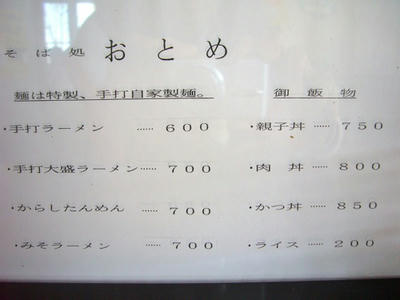 そば処 おとめ
麺は特製、手打自家製麺。
・手打ラーメン …… 600
・手打大盛ラーメン …… 700
・からしたんめん …… 700
・みそラーメン …… 700
御飯物
・親子丼 …… 750
・肉丼 …… 800
・かつ丼 …… 850
・ライス …… 200